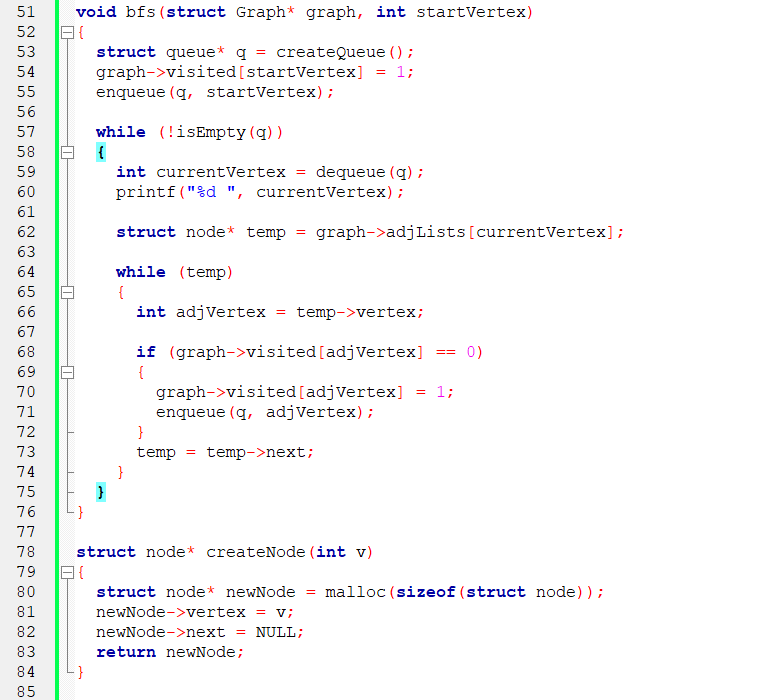 51 void bfs(struct Graph* graph, int startVertex)
52 {
53   struct queue* q = createQueue();
54   graph->visited[startVertex] = 1;
55   enqueue(q, startVertex);
56
57   while (!isEmpty(q))
58   {
59     int currentVertex = dequeue(q);
60     printf("%d ", currentVertex);
61
62     struct node* temp = graph->adjLists[currentVertex];
63
64     while (temp)
65     {
66       int adjVertex = temp->vertex;
67
68       if (graph->visited[adjVertex] == 0)
69       {
70         graph->visited[adjVertex] = 1;
71         enqueue(q, adjVertex);
72       }
73       temp = temp->next;
74     }
75   }
76 }
77
78 struct node* createNode(int v)
79 {
80   struct node* newNode = malloc(sizeof(struct node));
81   newNode->vertex = v;
82   newNode->next = NULL;
83   return newNode;
84 }
85